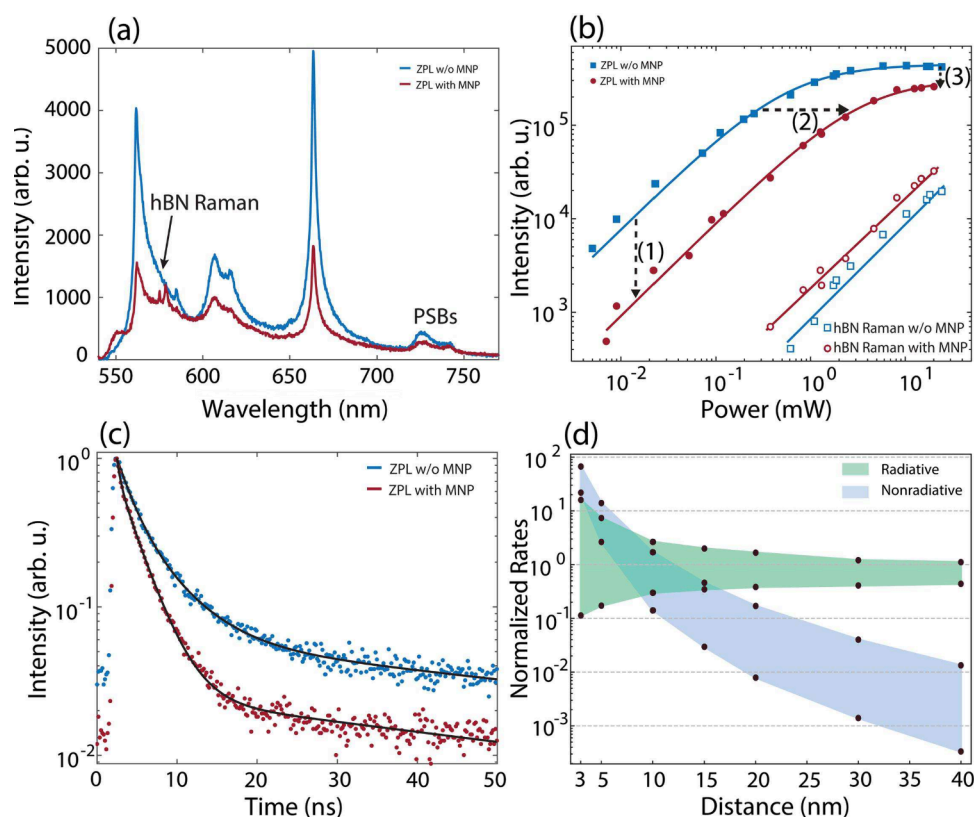 (a)
5000
4000
3000
2000
1000
0
Intensity (arb. u.)
ZPL w/o MNP
ZPL with MNP
hBN Raman
PSBs
550
600
650
700
750
Wavelength (nm)
(b)
10^5
10^4
10^3
Intensity (arb. u.)
ZPL w/o MNP
ZPL with MNP
(1)
(2)
(3)
hBN Raman w/o MNP
hBN Raman with MNP
10^-2
10^-1
10^0
10^1
Power (mW)
(c)
10^0
10^-1
10^-2
Intensity (arb. u.)
ZPL w/o MNP
ZPL with MNP
0
10
20
30
40
50
Time (ns)
(d)
10^2
10^1
10^0
10^-1
10^-2
10^-3
Normalized Rates
Radiative
Nonradiative
3 5 10 15 20 25 30 35 40
Distance (nm)